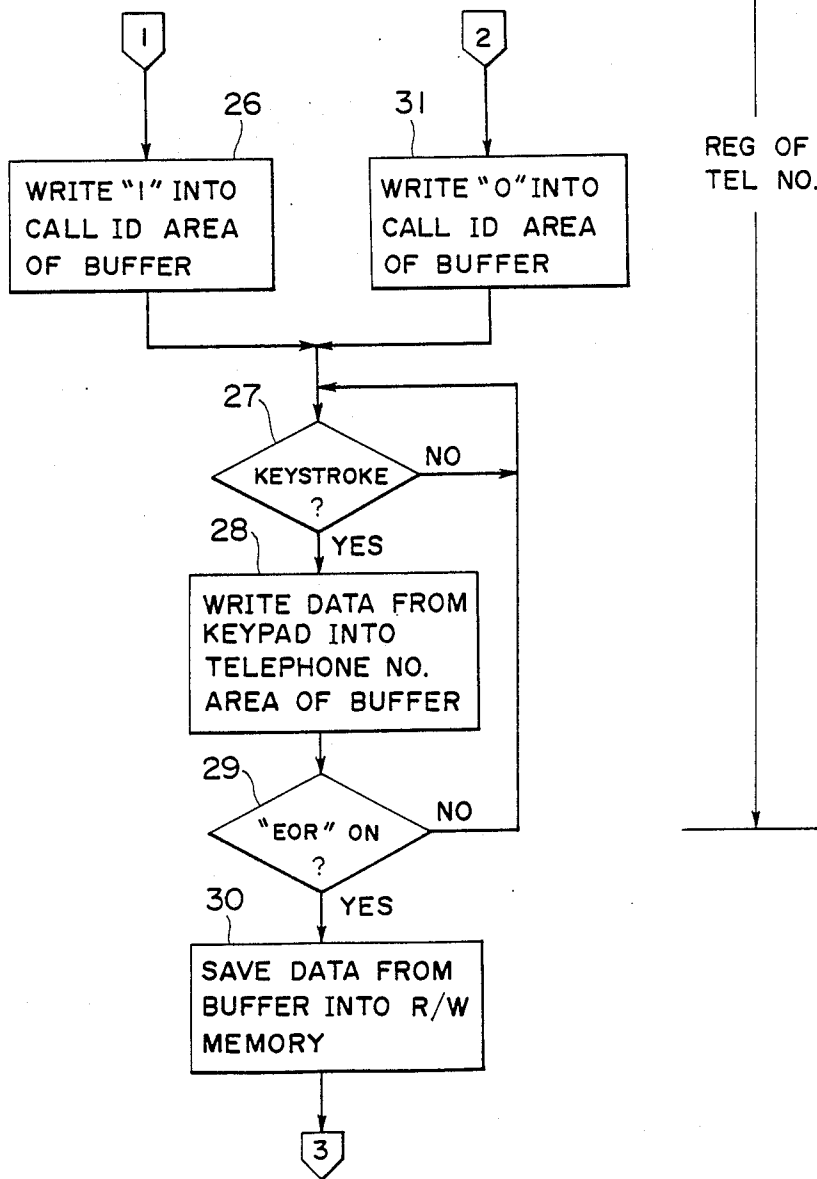 1
2
26
31
WRITE "1" INTO
CALL ID AREA
OF BUFFER
WRITE "0" INTO
CALL ID AREA
OF BUFFER
REG OF
TEL NO.
27
KEYSTROKE
?
NO
YES
28
WRITE DATA FROM
KEYPAD INTO
TELEPHONE NO.
AREA OF BUFFER
29
"EOR" ON
?
NO
YES
30
SAVE DATA FROM
BUFFER INTO R/W
MEMORY
3